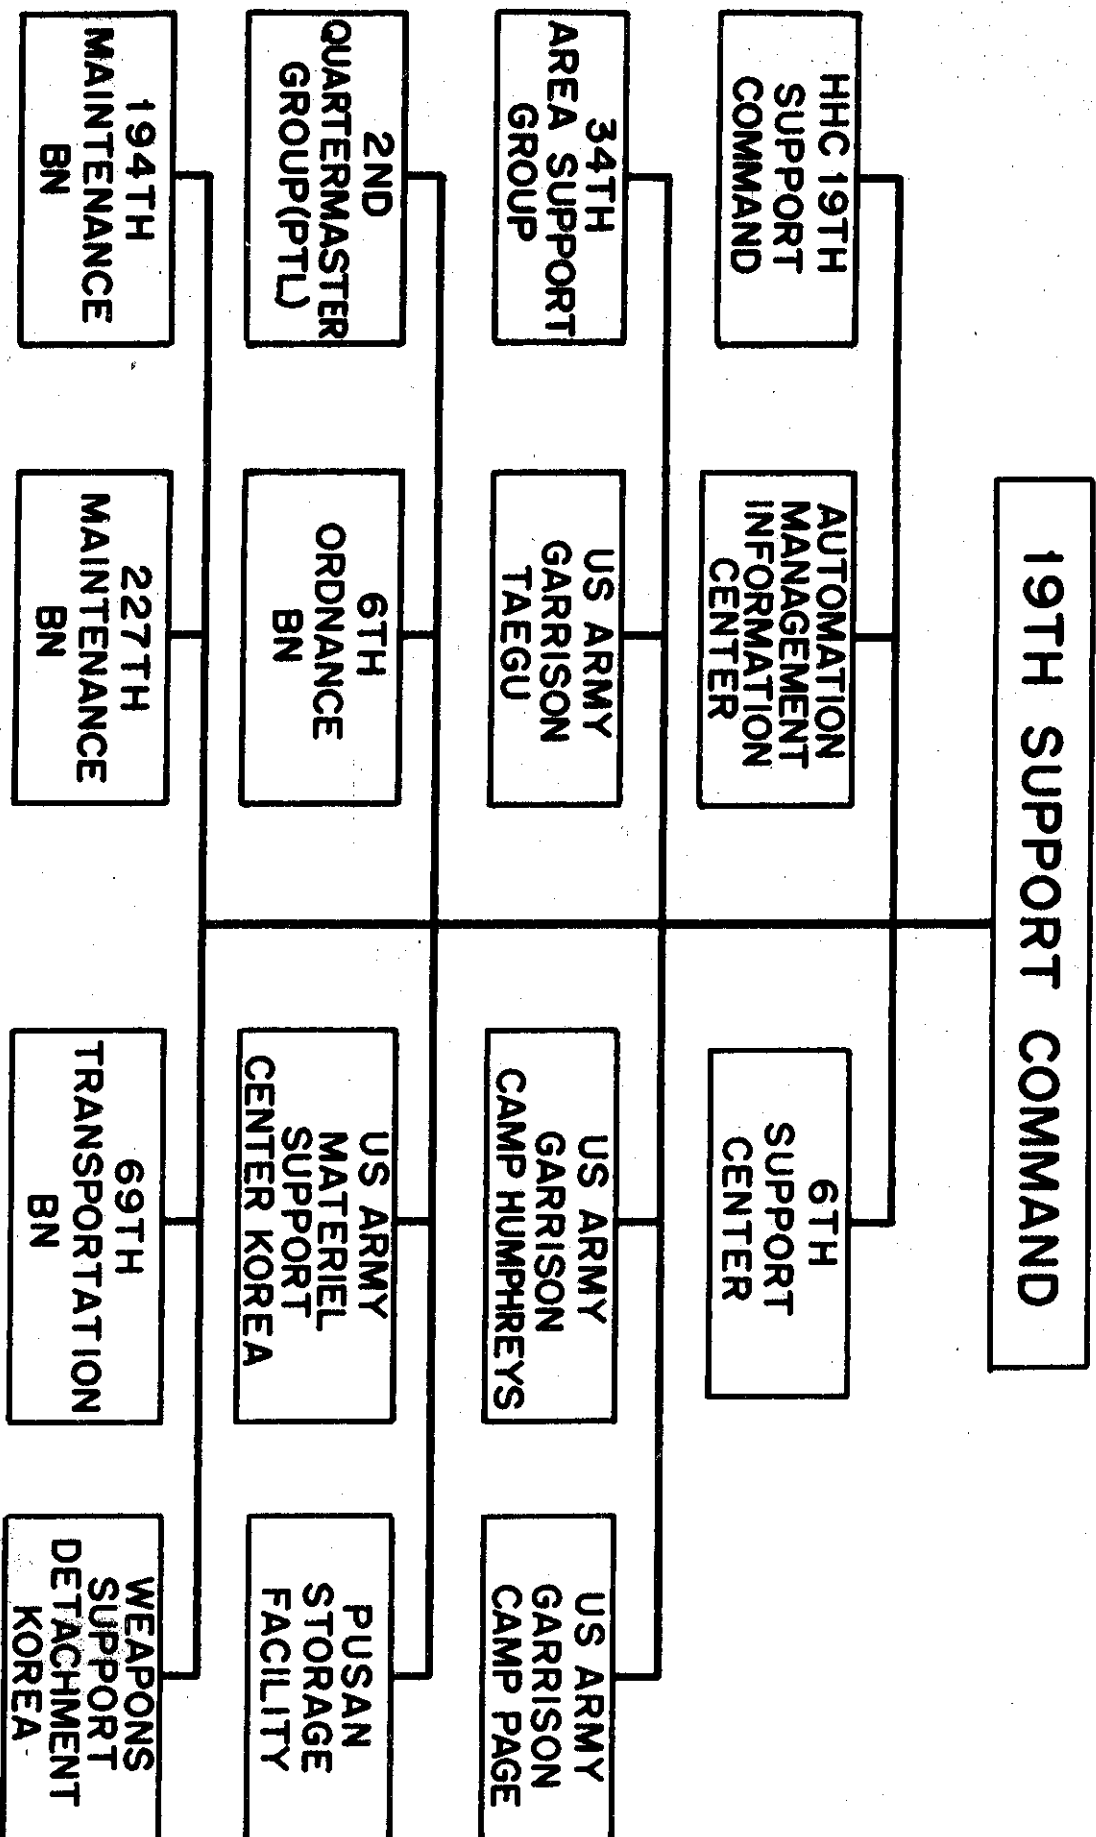 19TH SUPPORT COMMAND
HHC 19TH
SUPPORT
COMMAND
AUTOMATION
MANAGEMENT
INFORMATION
CENTER
6TH
SUPPORT
CENTER
34TH
AREA SUPPORT
GROUP
US ARMY
GARRISON
TAEGU
US ARMY
GARRISON
CAMP HUMPHREYS
US ARMY
GARRISON
CAMP PAGE
2ND
QUARTERMASTER
GROUP(PTL)
6TH
ORDNANCE
BN
US ARMY
MATERIEL
SUPPORT
CENTER KOREA
PUSAN
STORAGE
FACILITY
194TH
MAINTENANCE
BN
227TH
MAINTENANCE
BN
69TH
TRANSPORTATION
BN
WEAPONS
SUPPORT
DETACHMENT
KOREA